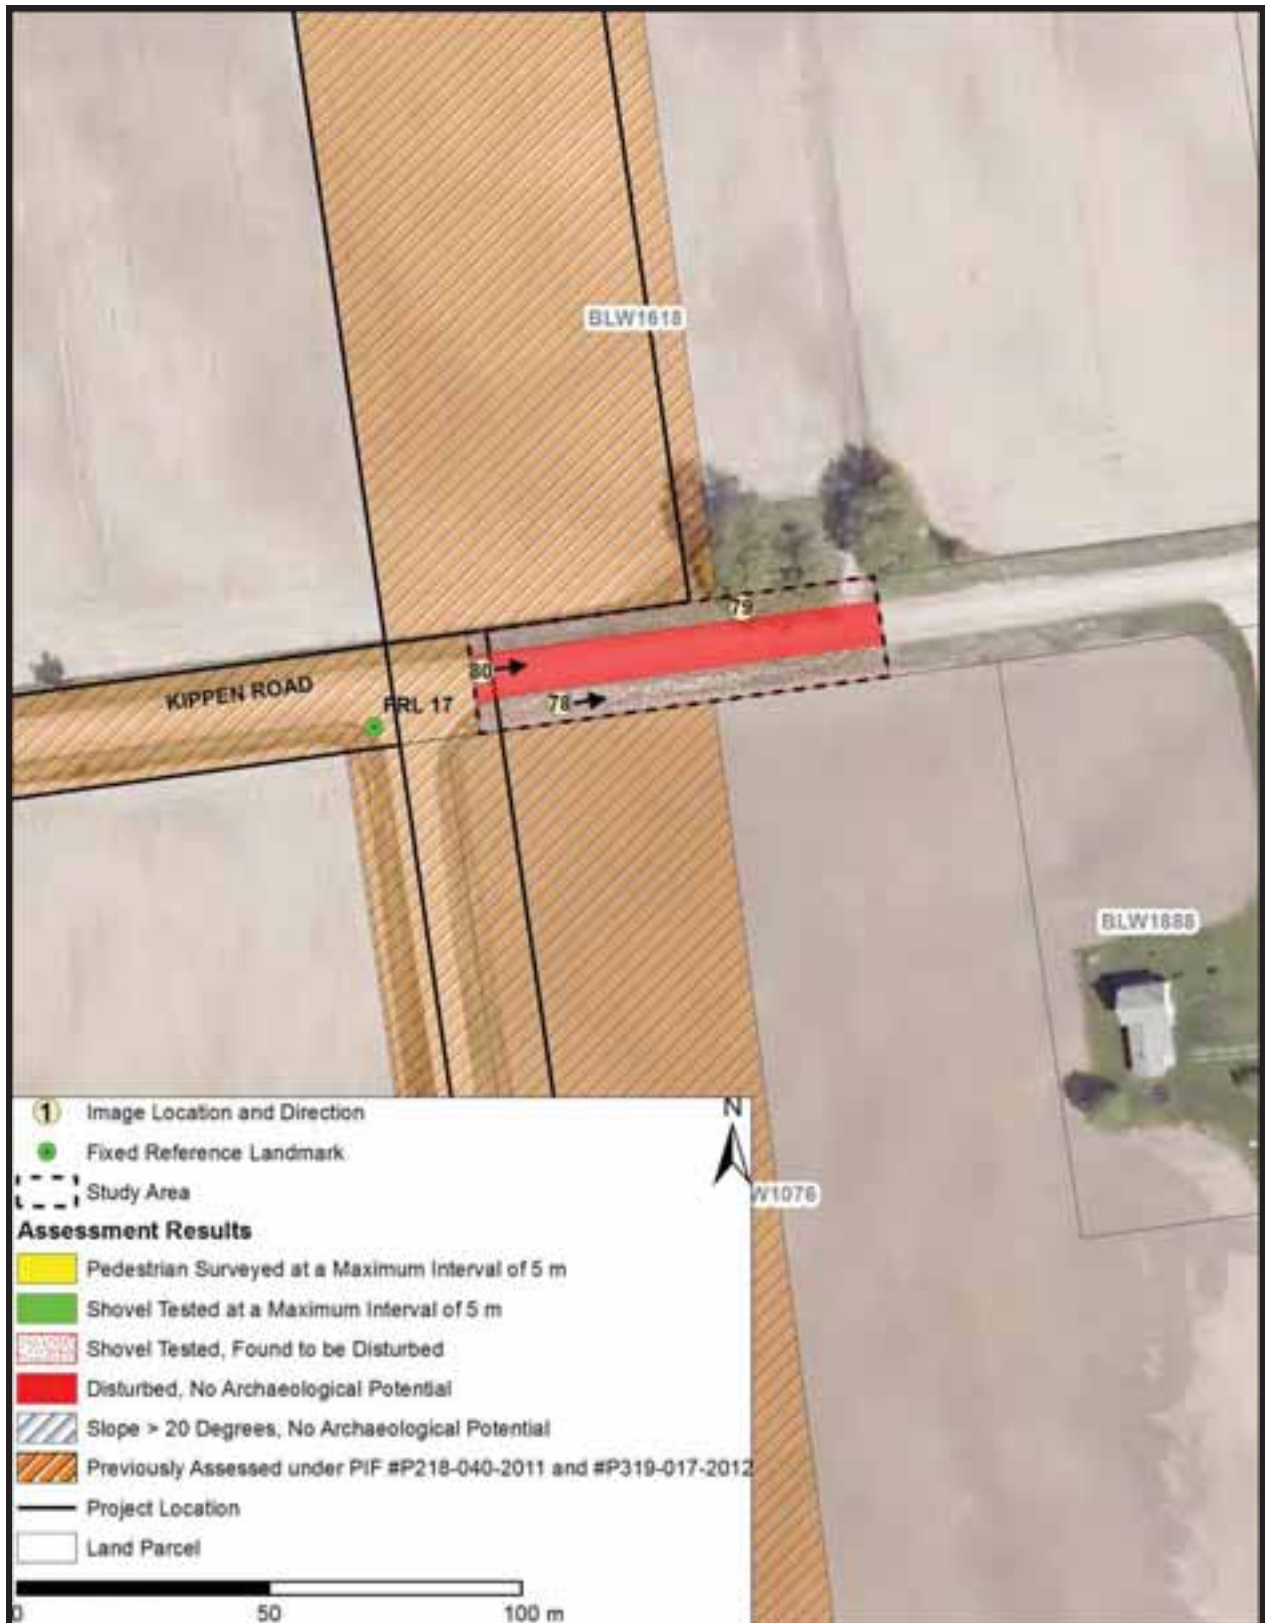 BLW1618
79
80
KIPPEN ROAD
FRL 17
78
BLW1888
W1076
N
1 Image Location and Direction
Fixed Reference Landmark
Study Area
Assessment Results
Pedestrian Surveyed at a Maximum Interval of 5 m
Shovel Tested at a Maximum Interval of 5 m
Shovel Tested, Found to be Disturbed
Disturbed, No Archaeological Potential
Slope > 20 Degrees, No Archaeological Potential
Previously Assessed under PIF #P218-040-2011 and #P319-017-2012
Project Location
Land Parcel
0 50 100 m